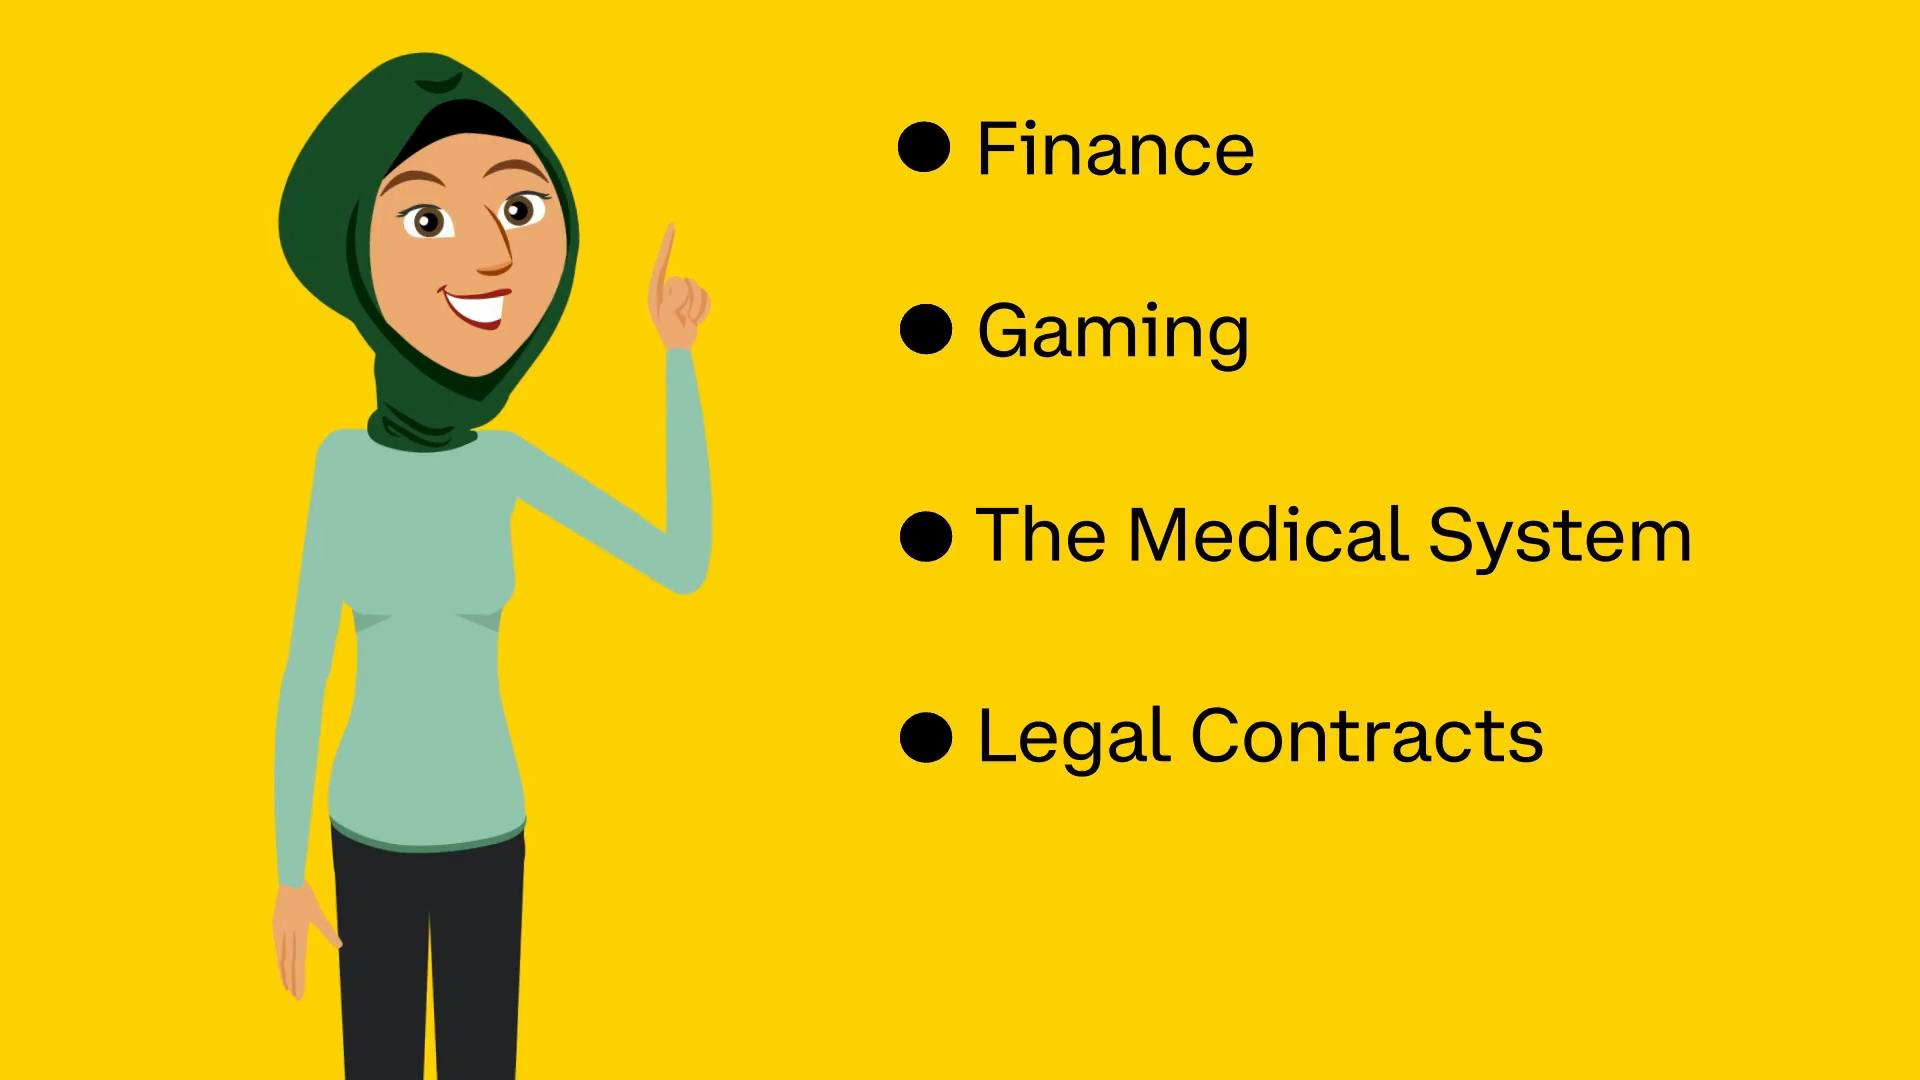 ● Finance
● Gaming
● The Medical System
● Legal Contracts